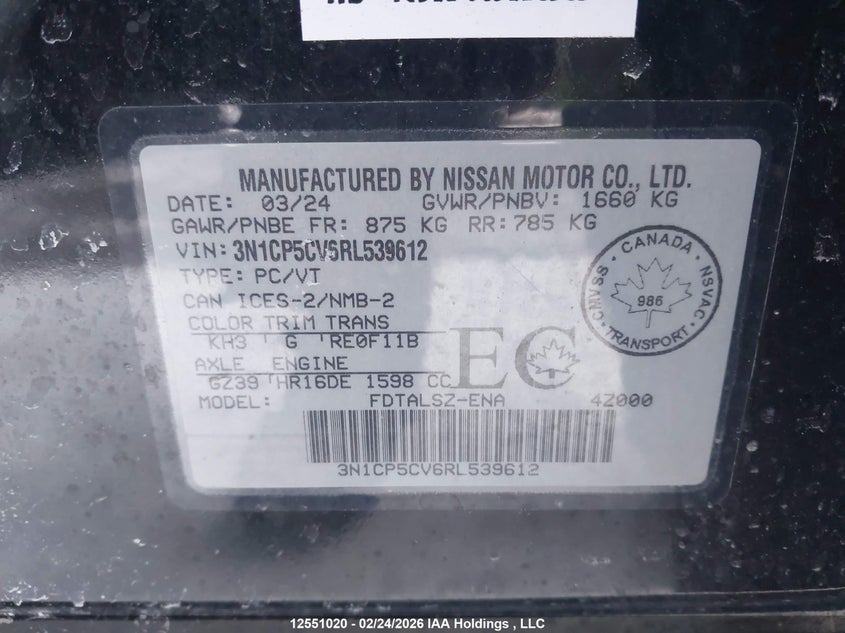 MANUFACTURED BY NISSAN MOTOR CO., LTD.
DATE: 03/24 GVWR/PNBV: 1660 KG
GAWR/PNBE FR: 875 KG RR: 785 KG
VIN: 3N1CP5CV6RL539612
TYPE: PC/VT
CAN ICES-2/NMB-2
COLOR TRIM TRANS
KH3 G RE0F11B
AXLE ENGINE
GZ39 HR16DE 1598 CC
EC
CANADA
CMVSS NSVAC
986
TRANSPORT
MODEL: FDTALSZ-ENA 4Z000
3N1CP5CV6RL539612
12551020 - 02/24/2026 IAA Holdings , LLC